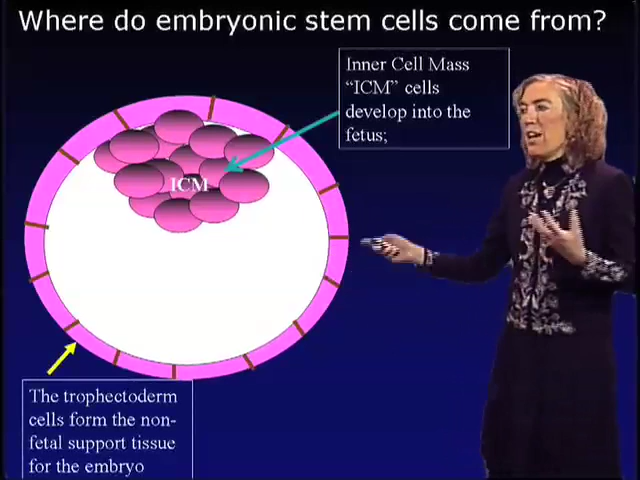 Where do embryonic stem cells come from?
Inner Cell Mass
“ICM” cells
develop into the
fetus;
ICM
The trophectoderm
cells form the non-
fetal support tissue
for the embryo